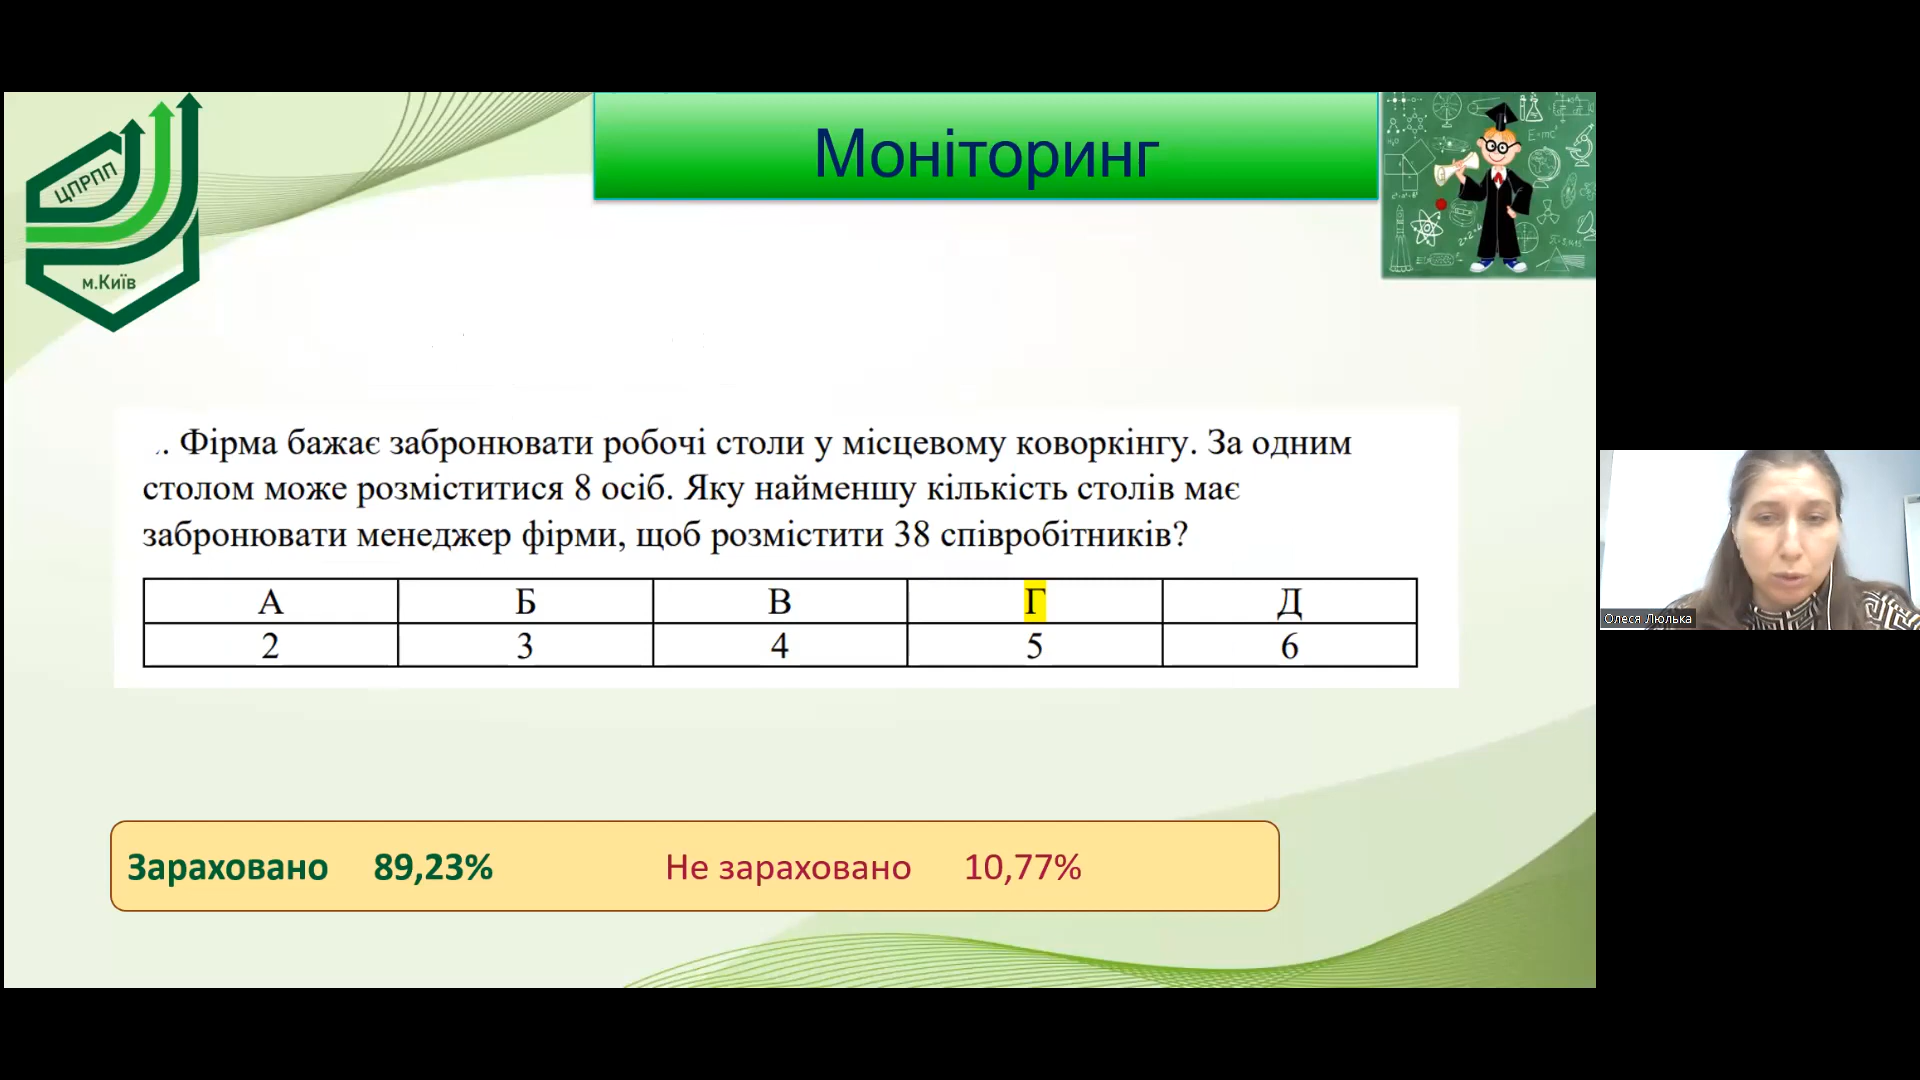 Моніторинг
ЦПРПП
м.Київ
. Фірма бажає забронювати робочі столи у місцевому коворкінгу. За одним
столом може розміститися 8 осіб. Яку найменшу кількість столів має
забронювати менеджер фірми, щоб розмістити 38 співробітників?
А Б В Г Д
2 3 4 5 6
Зараховано 89,23% Не зараховано 10,77%
Олеся Люлька